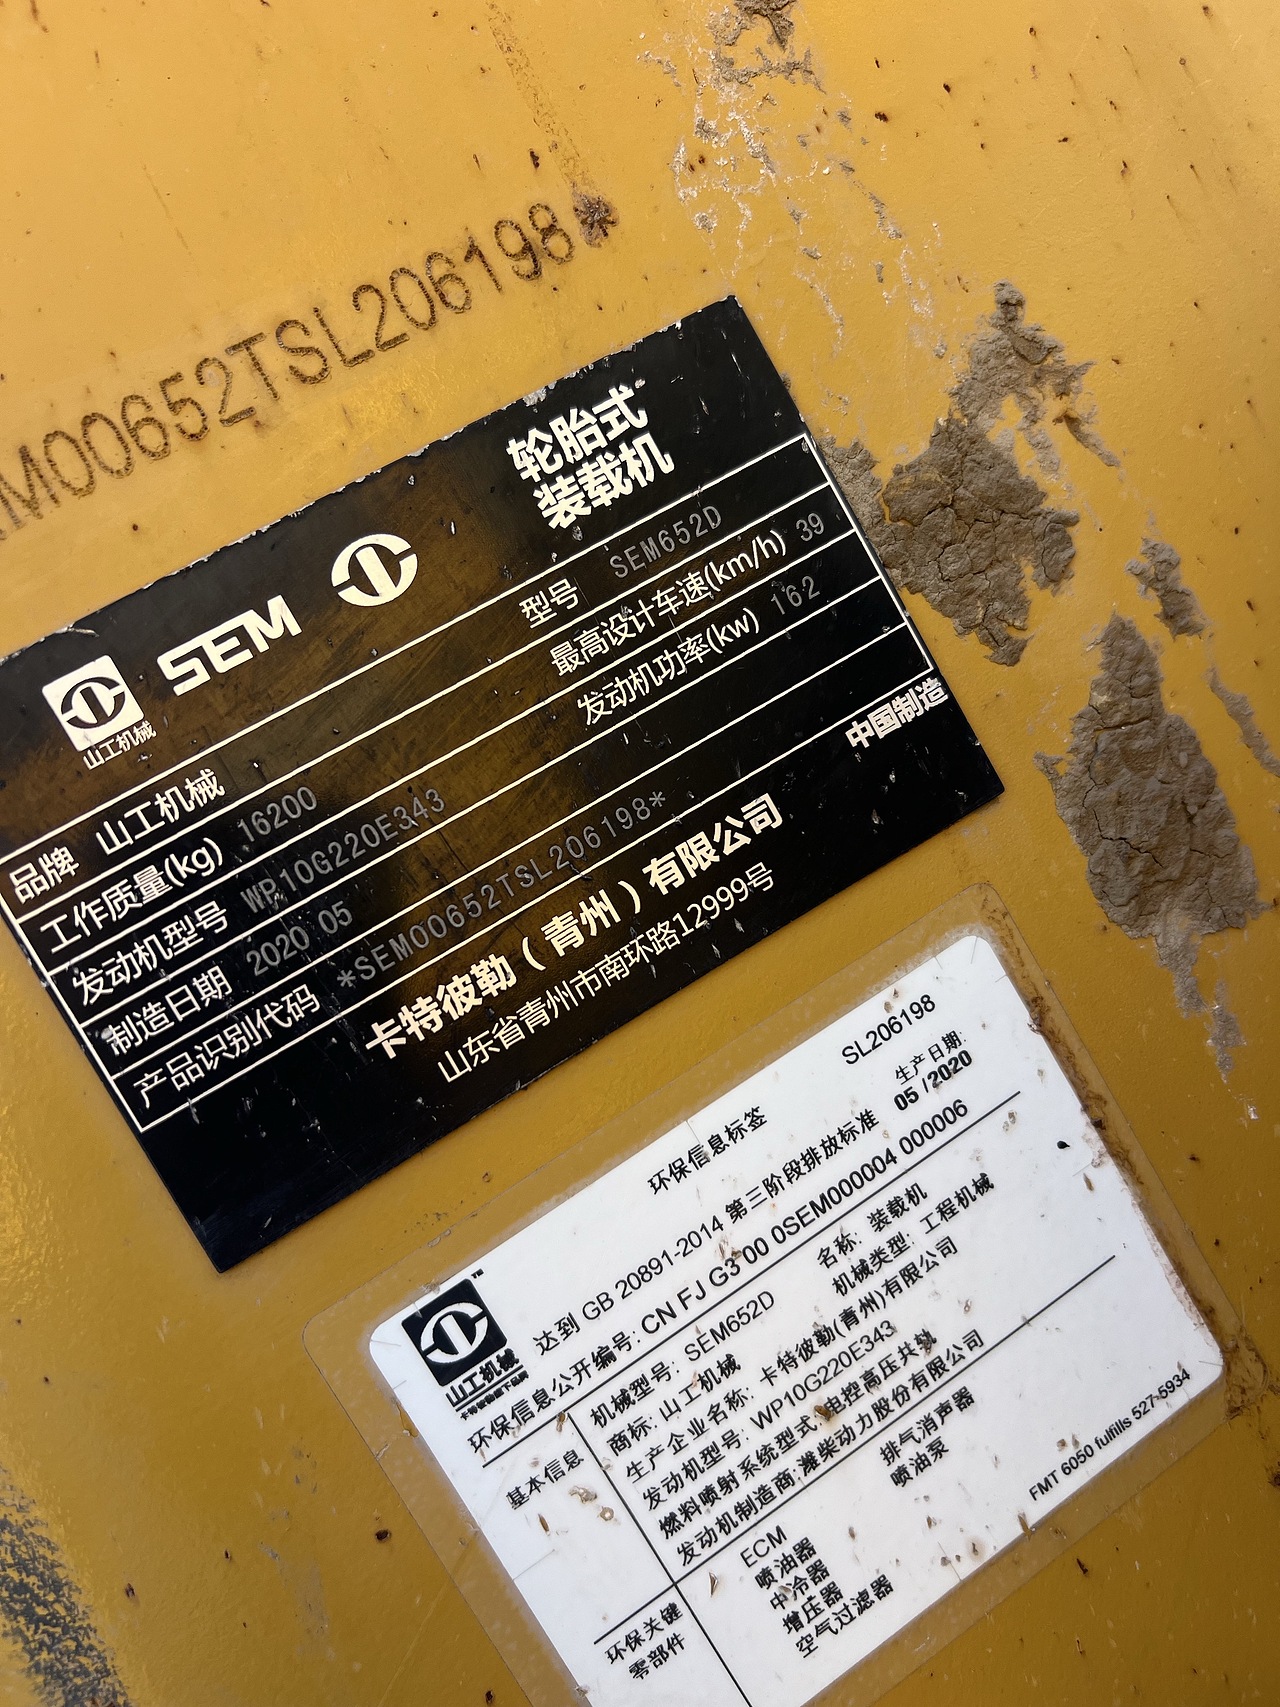 M00652TSL206198*
轮胎式
装载机
山工机械
SEM
品牌 山工机械 型号 SEM652D
工作质量(kg) 16200 最高设计车速(km/h) 39
发动机型号 WP10G220E343 发动机功率(kw) 162
制造日期 2020 05
产品识别代码 *SEM00652TSL206198*
中国制造
卡特彼勒（青州）有限公司
山东省青州市南环路12999号
SL206198
环保信息标签
生产日期:
05 /2020
山工机械
TM
卡特彼勒旗下品牌
达到 GB 20891-2014 第三阶段排放标准
环保信息公开编号: CN FJ G3 00 0SEM000004 000006
基本信息
机械型号: SEM652D 名称: 装载机
商标: 山工机械 机械类型: 工程机械
生产企业名称: 卡特彼勒(青州)有限公司
发动机型号: WP10G220E343
燃料喷射系统型式: 电控高压共轨
发动机制造商: 潍柴动力股份有限公司
环保关键
零部件
ECM 排气消声器
喷油器 喷油泵
中冷器
增压器
空气过滤器
FMT 6050 fulfills 527-5934